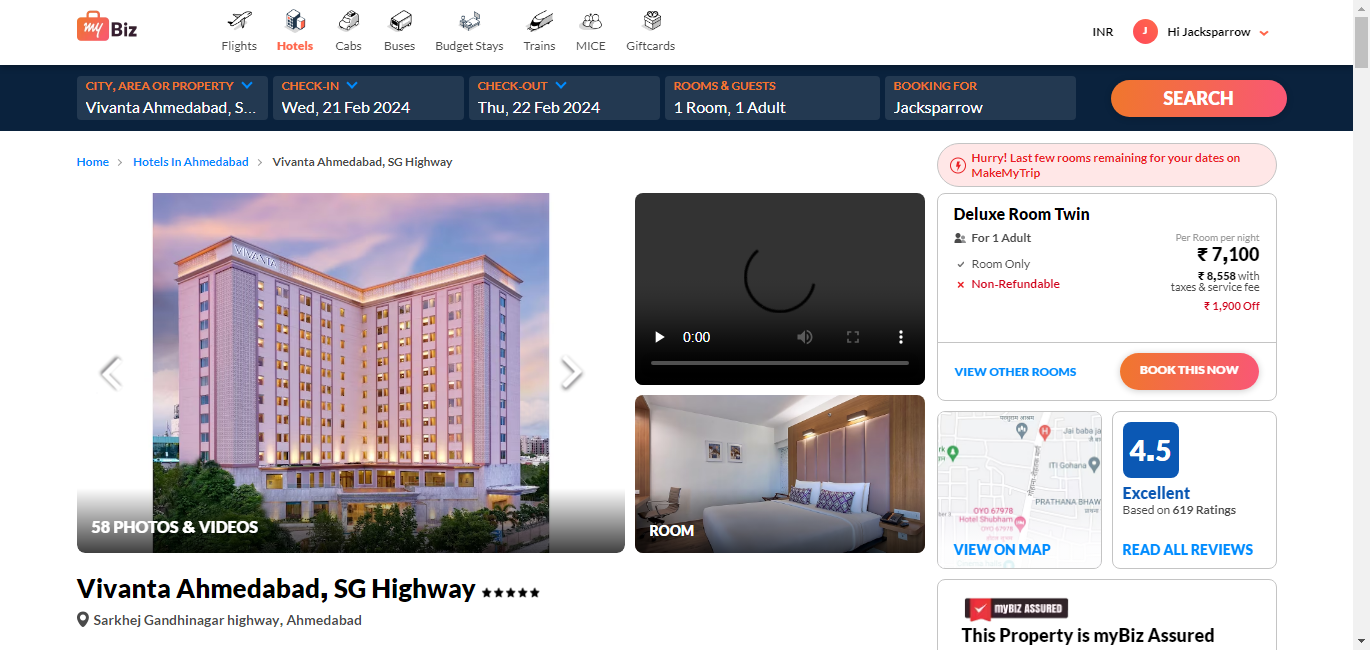 my Biz
Flights
Hotels
Cabs
Buses
Budget Stays
Trains
MICE
Giftcards
INR
J
Hi Jacksparrow
CITY, AREA OR PROPERTY
Vivanta Ahmedabad, S...
CHECK-IN
Wed, 21 Feb 2024
CHECK-OUT
Thu, 22 Feb 2024
ROOMS & GUESTS
1 Room, 1 Adult
BOOKING FOR
Jacksparrow
SEARCH
Home
Hotels In Ahmedabad
Vivanta Ahmedabad, SG Highway
Hurry! Last few rooms remaining for your dates on
MakeMyTrip
VIVANTA
58 PHOTOS & VIDEOS
0:00
ROOM
Deluxe Room Twin
For 1 Adult
Room Only
Non-Refundable
Per Room per night
₹ 7,100
₹ 8,558 with
taxes & service fee
₹ 1,900 Off
VIEW OTHER ROOMS
BOOK THIS NOW
Jai baba ja
ITI Gohana
PRATHANA BHAW
OYO 67978
Hotel Shubham
OYO 67978
VIEW ON MAP
4.5
Excellent
Based on 619 Ratings
READ ALL REVIEWS
Vivanta Ahmedabad, SG Highway
Sarkhej Gandhinagar highway, Ahmedabad
myBIZ ASSURED
This Property is myBiz Assured